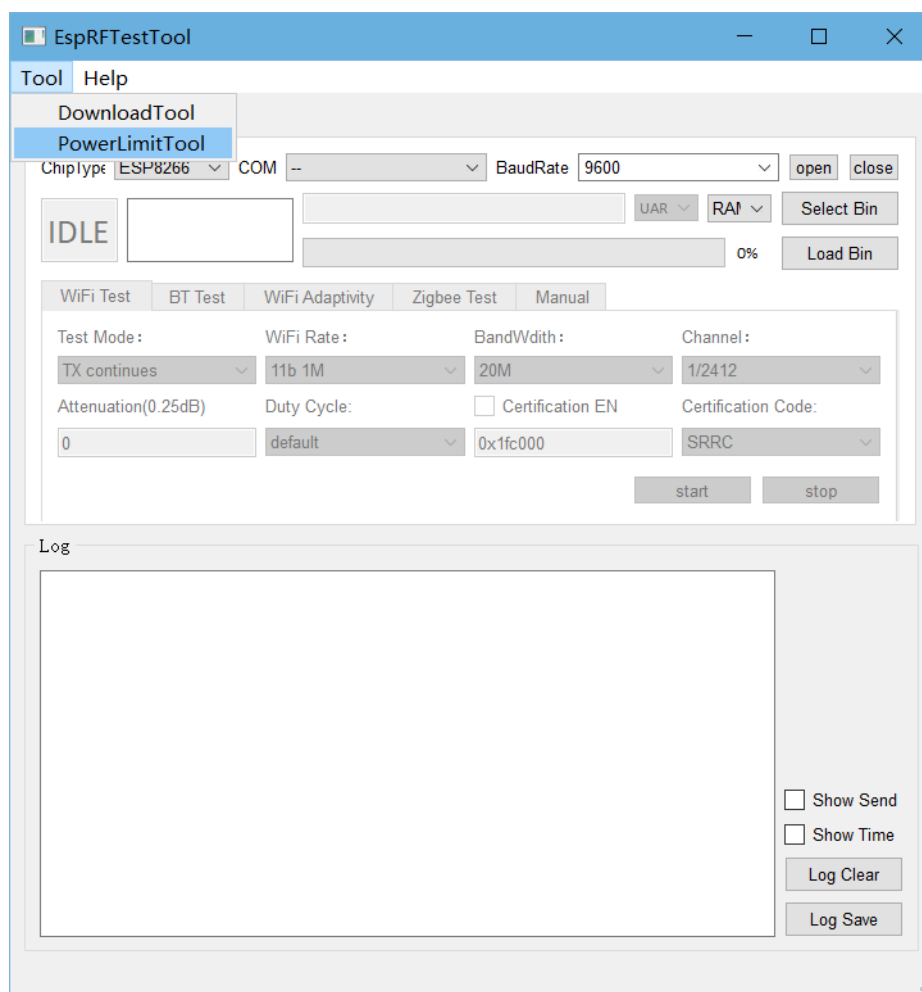 EspRFTestTool
Tool Help
DownloadTool
PowerLimitTool
ChipType ESP8266 COM -- BaudRate 9600 open close
IDLE UAR RAM Select Bin
0% Load Bin
WiFi Test BT Test WiFi Adaptivity Zigbee Test Manual
Test Mode: WiFi Rate: BandWdith: Channel:
TX continues 11b 1M 20M 1/2412
Attenuation(0.25dB) Duty Cycle: Certification EN Certification Code:
0 default 0x1fc000 SRRC
start stop
Log
Show Send
Show Time
Log Clear
Log Save